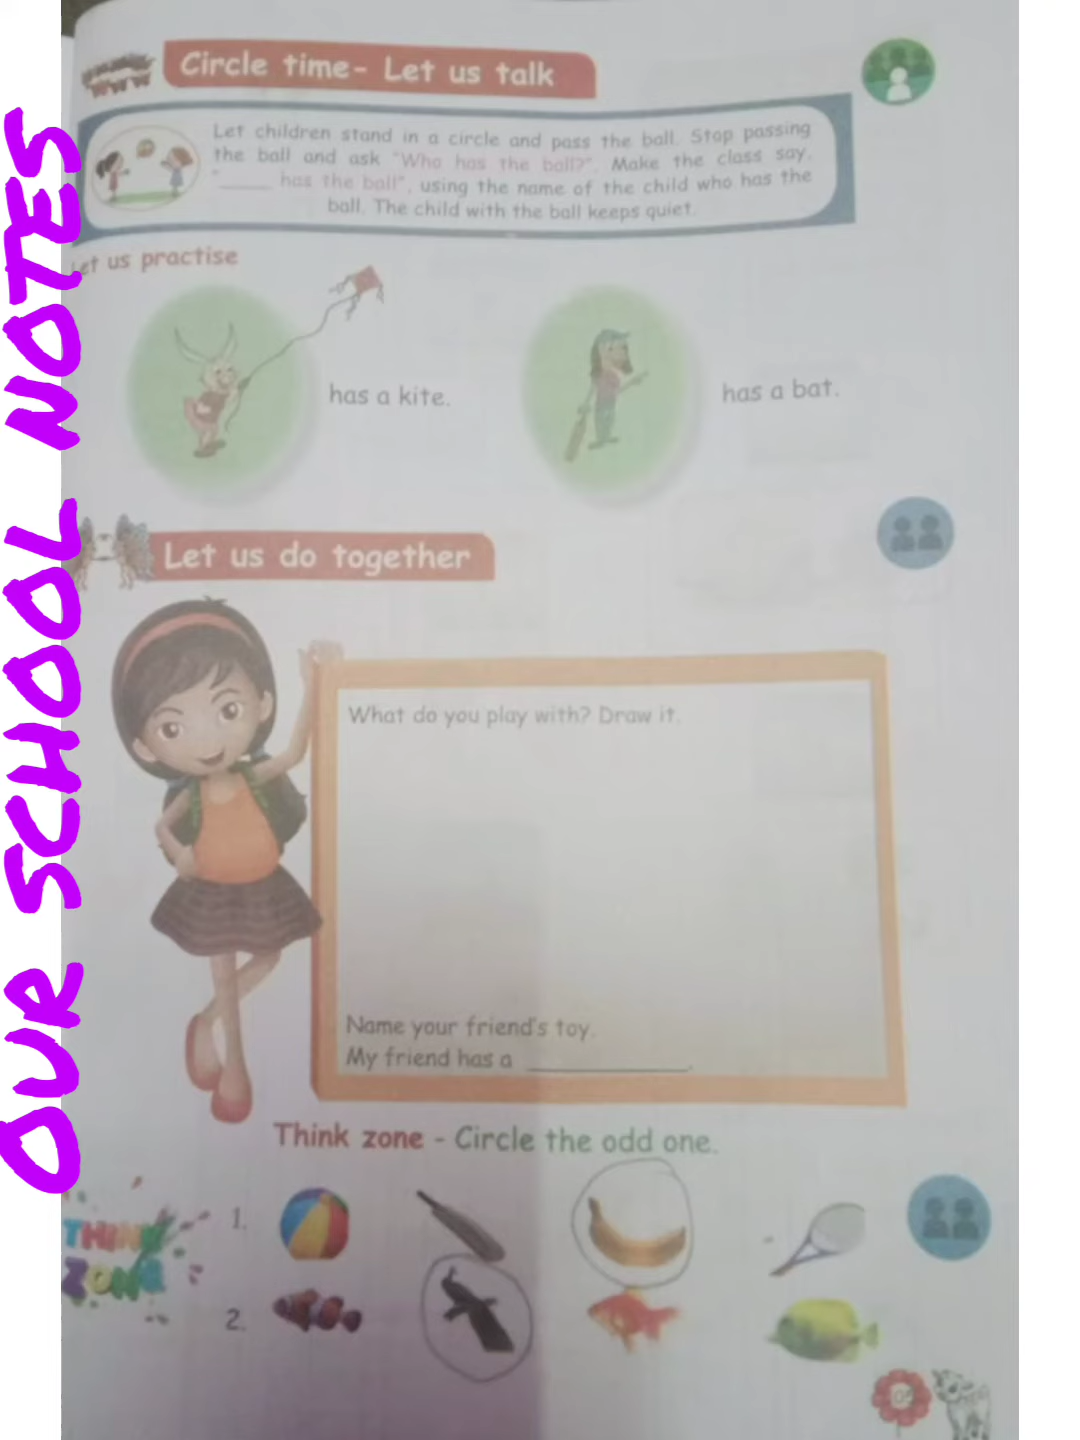 Circle time- Let us talk
Let children stand in a circle and pass the ball. Stop passing
the ball and ask "Who has the ball?". Make the class say,
"_____ has the ball", using the name of the child who has the
ball. The child with the ball keeps quiet.
Let us practise
has a kite.
has a bat.
Let us do together
What do you play with? Draw it.
Name your friend's toy.
My friend has a ____________.
Think zone - Circle the odd one.
THINK
ZONE
1.
2.
OUR SCHOOL NOTES